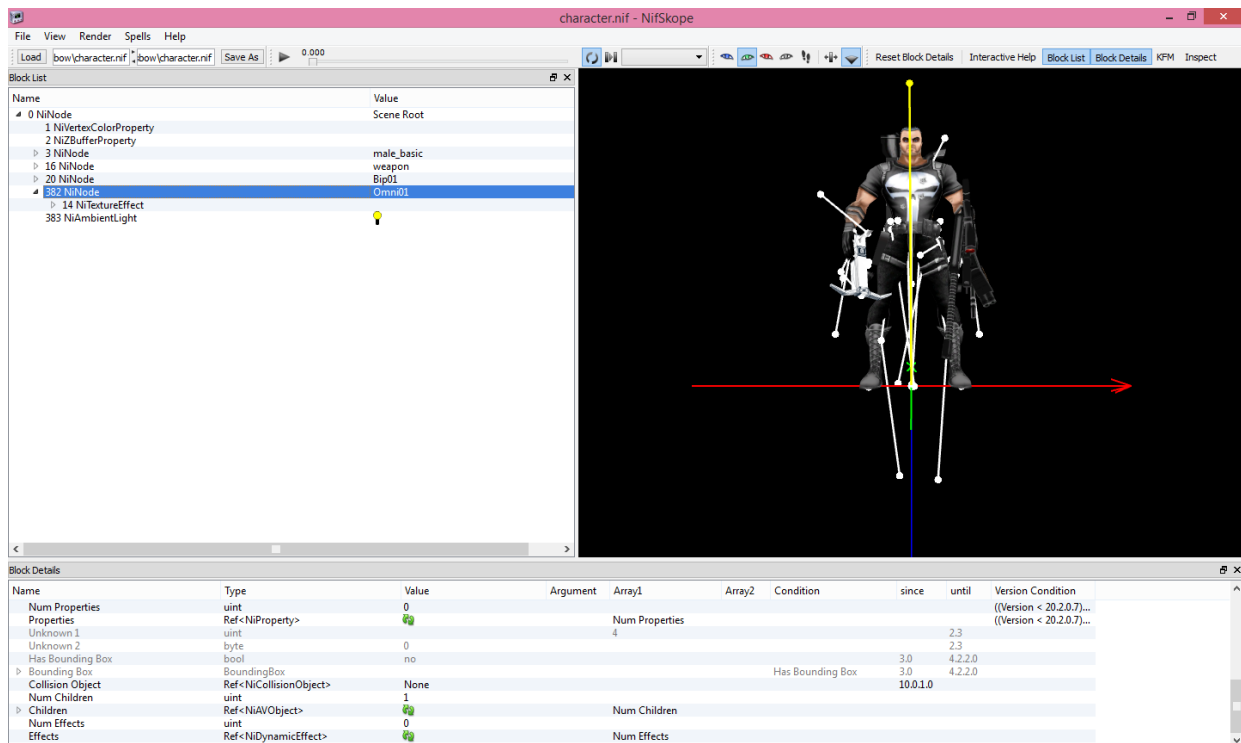 character.nif - NifSkope
File View Render Spells Help
Load bow\character.nif bow\character.nif Save As 0.000 Reset Block Details Interactive Help Block List Block Details KFM Inspect
Block List
Name Value
0 NiNode Scene Root
1 NiVertexColorProperty
2 NiZBufferProperty
3 NiNode male_basic
16 NiNode weapon
20 NiNode Bip01
382 NiNode Omni01
14 NiTextureEffect
383 NiAmbientLight
Block Details
Name Type Value Argument Array1 Array2 Condition since until Version Condition
Num Properties uint 0 ((Version < 20.2.0.7)...
Properties Ref<NiProperty> Num Properties ((Version < 20.2.0.7)...
Unknown 1 uint 4 2.3
Unknown 2 byte 0 2.3
Has Bounding Box bool no 3.0 4.2.2.0
Bounding Box BoundingBox Has Bounding Box 3.0 4.2.2.0
Collision Object Ref<NiCollisionObject> None 10.0.1.0
Num Children uint 1
Children Ref<NiAVObject> Num Children
Num Effects uint 0
Effects Ref<NiDynamicEffect> Num Effects